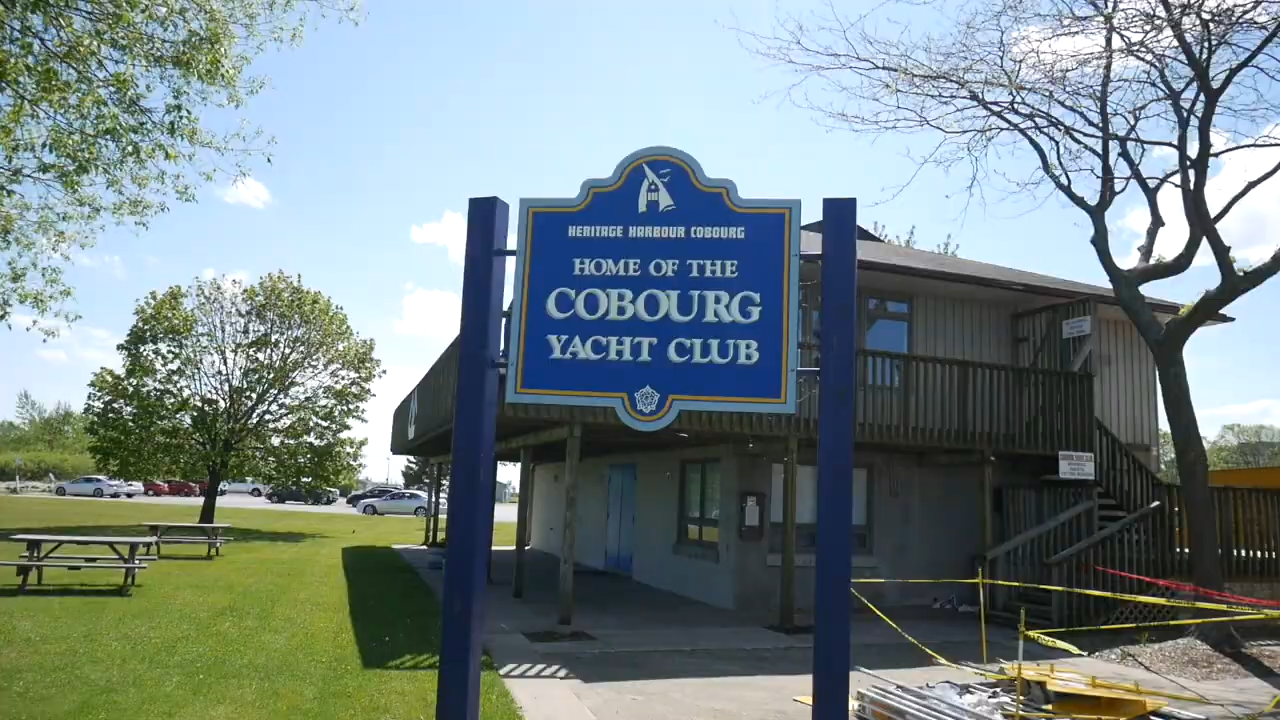 HERITAGE HARBOUR COBOURG
HOME OF THE
COBOURG
YACHT CLUB